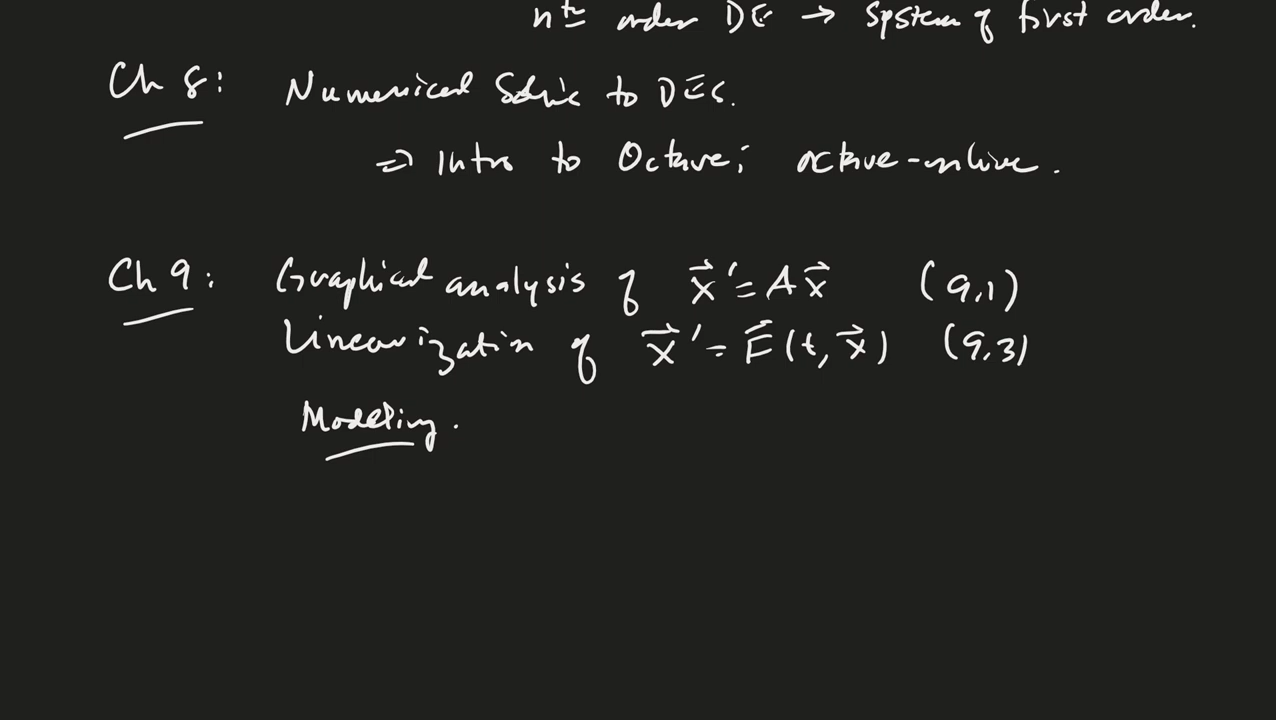 nth order DE → System of first order.
Ch 8: Numerical Solns to DEs.
⇒ Intro to Octave; octave-online.
Ch 9: Graphical analysis of x⃗' = Ax⃗ (9.1)
Linearization of x⃗' = F⃗(t, x⃗) (9.3)
Modeling.